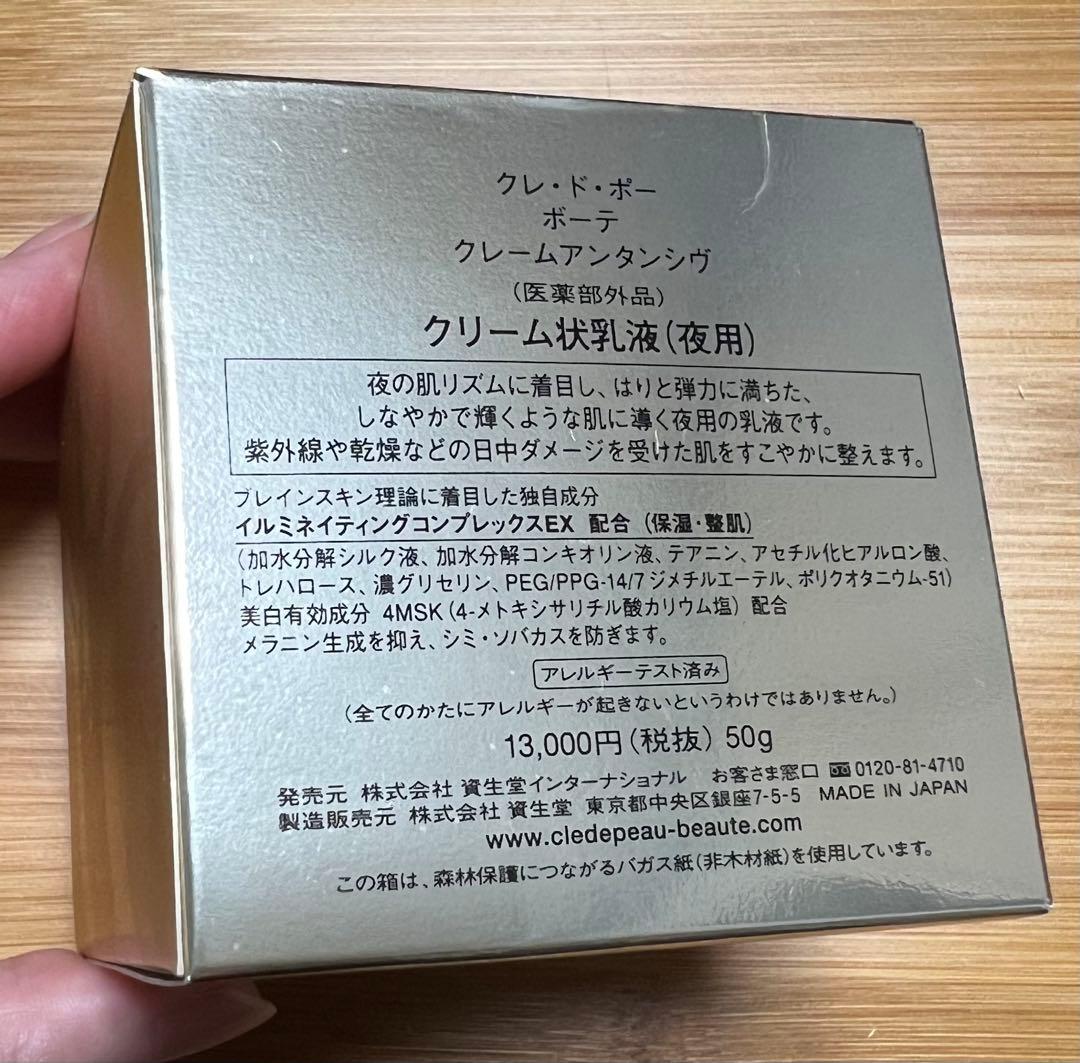 クレ・ド・ポー
ボーテ
クレームアンタンシヴ
（医薬部外品）
クリーム状乳液（夜用）
夜の肌リズムに着目し、はりと弾力に満ちた、
しなやかで輝くような肌に導く夜用の乳液です。
紫外線や乾燥などの日中ダメージを受けた肌をすこやかに整えます。
ブレインスキン理論に着目した独自成分
イルミネイティングコンプレックスEX 配合（保湿・整肌）
（加水分解シルク液、加水分解コンキオリン液、テアニン、アセチル化ヒアルロン酸、
トレハロース、濃グリセリン、PEG/PPG-14/7 ジメチルエーテル、ポリクオタニウム-51）
美白有効成分 4MSK（4-メトキシサリチル酸カリウム塩）配合
メラニン生成を抑え、シミ・ソバカスを防ぎます。
アレルギーテスト済み
（全てのかたにアレルギーが起きないというわけではありません。）
13,000円（税抜）50g
発売元 株式会社 資生堂インターナショナル お客さま窓口 0120-81-4710
製造販売元 株式会社 資生堂 東京都中央区銀座7-5-5 MADE IN JAPAN
www.cledepeau-beaute.com
この箱は、森林保護につながるバガス紙（非木材紙）を使用しています。